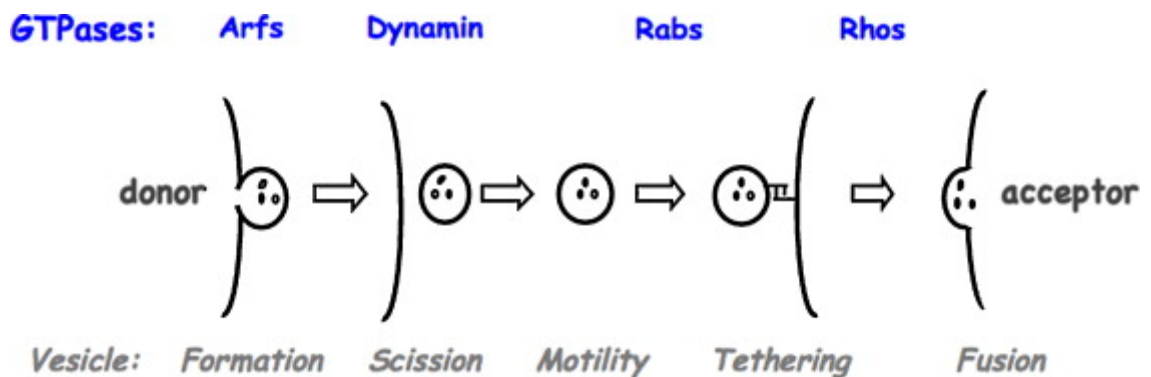 GTPases: Arfs Dynamin Rabs Rhos
donor acceptor
Vesicle: Formation Scission Motility Tethering Fusion